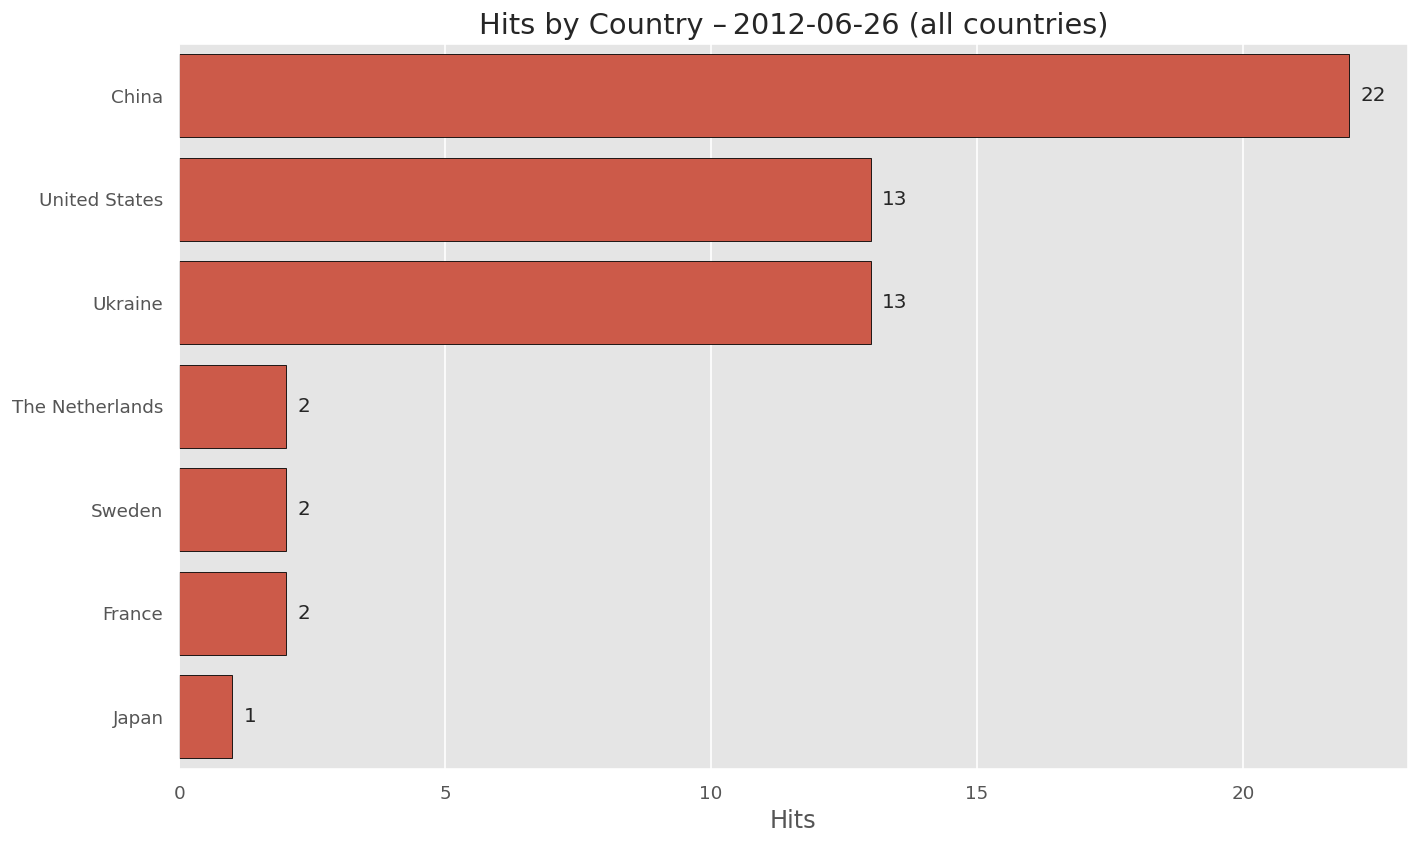 Hits by Country – 2012-06-26 (all countries)
China 22
United States 13
Ukraine 13
The Netherlands 2
Sweden 2
France 2
Japan 1
0 5 10 15 20
Hits